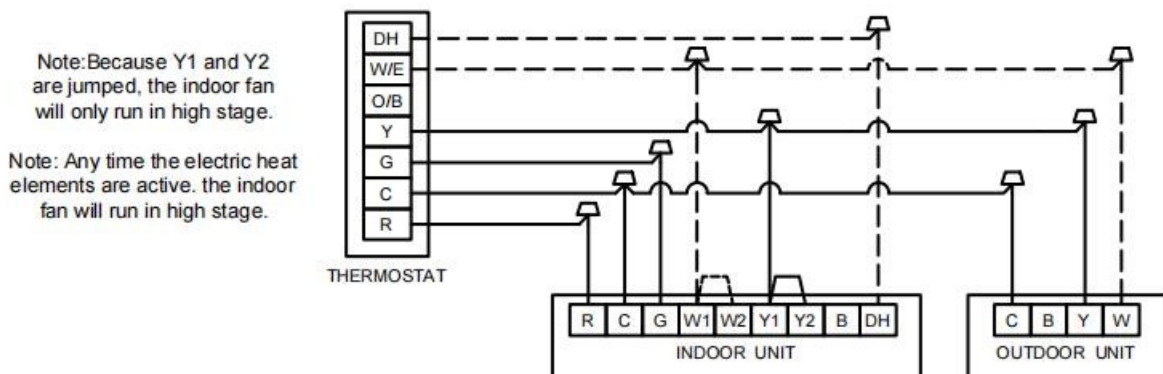 Note:Because Y1 and Y2
are jumped, the indoor fan
will only run in high stage.
Note: Any time the electric heat
elements are active. the indoor
fan will run in high stage.
DH
W/E
O/B
Y
G
C
R
THERMOSTAT
R C G W1 W2 Y1 Y2 B DH
INDOOR UNIT
C B Y W
OUTDOOR UNIT